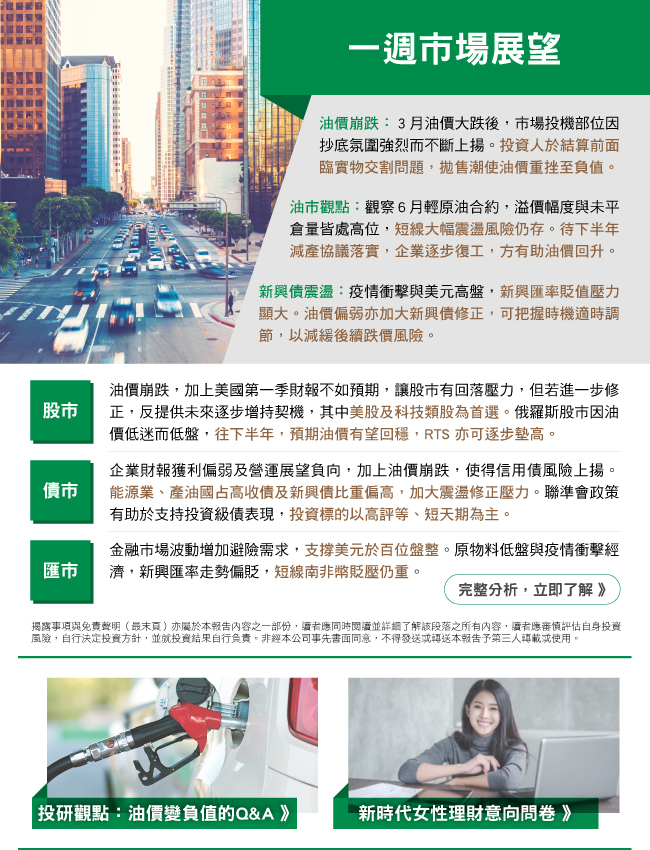 一週市場展望
油價崩跌：3 月油價大跌後，市場投機部位因
抄底氛圍強烈而不斷上揚。投資人於結算前面
臨實物交割問題，拋售潮使油價重挫至負值。
油市觀點：觀察 6 月輕原油合約，溢價幅度與未平
倉量皆處高位，短線大幅震盪風險仍存。待下半年
減產協議落實，企業逐步復工，方有助油價回升。
新興債震盪：疫情衝擊與美元高盤，新興匯率貶值壓力
顯大。油價偏弱亦加大新興債修正，可把握時機適時調
節，以減緩後續跌價風險。
股市
油價崩跌，加上美國第一季財報不如預期，讓股市有回落壓力，但若進一步修
正，反提供未來逐步增持契機，其中美股及科技類股為首選。俄羅斯股市因油
價低迷而低盤，往下半年，預期油價有望回穩，RTS 亦可逐步墊高。
債市
企業財報獲利偏弱及營運展望負向，加上油價崩跌，使得信用債風險上揚。
能源業、產油國占高收債及新興債比重偏高，加大震盪修正壓力。聯準會政策
有助於支持投資級債表現，投資標的以高評等、短天期為主。
匯市
金融市場波動增加避險需求，支撐美元於百位盤整。原物料低盤與疫情衝擊經
濟，新興匯率走勢偏貶，短線南非幣貶壓仍重。
完整分析，立即了解 》
揭露事項與免責聲明（最末頁）亦屬於本報告內容之一部份，讀者應同時閱讀並詳細了解該段落之所有內容，讀者應審慎評估自身投資
風險，自行決定投資方針，並就投資結果自行負責。非經本公司事先書面同意，不得發送或轉送本報告予第三人轉載或使用。
投研觀點：油價變負值的Q&A 》
新時代女性理財意向問卷 》